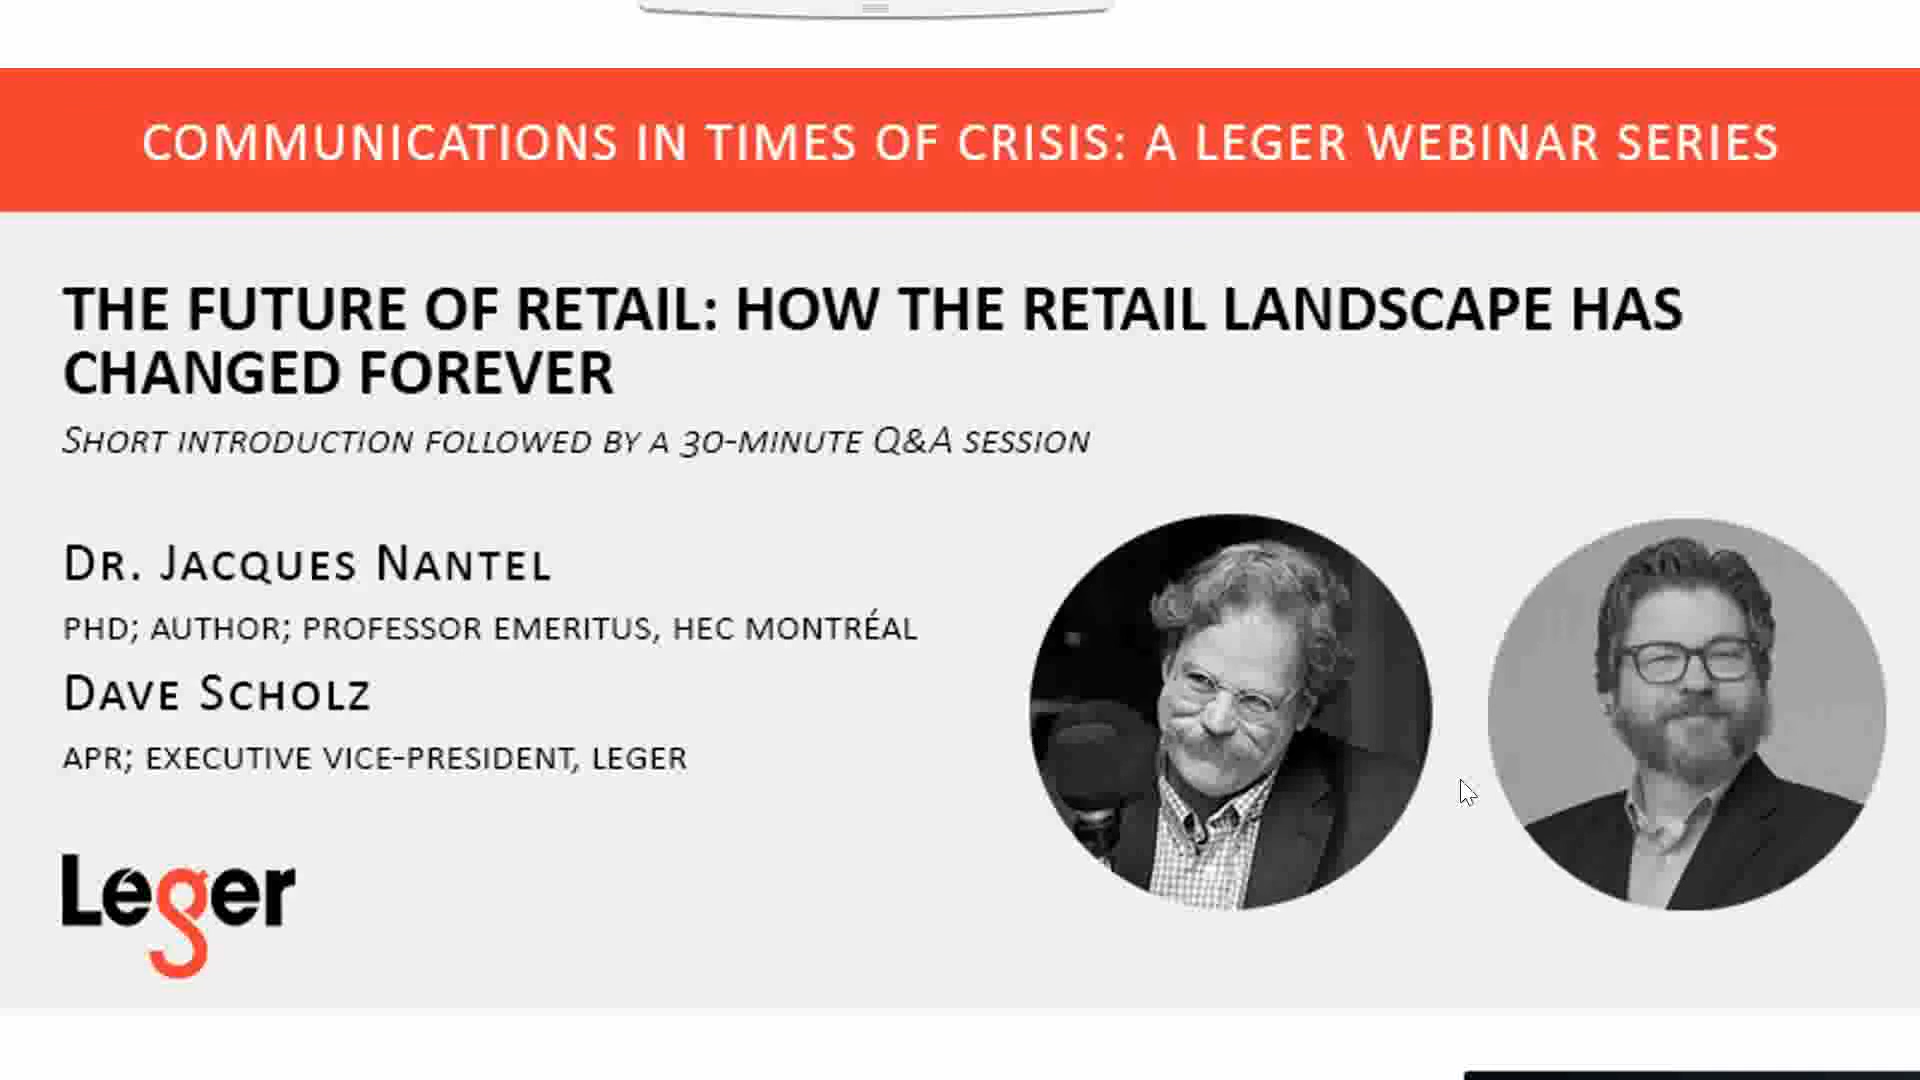 COMMUNICATIONS IN TIMES OF CRISIS: A LEGER WEBINAR SERIES
THE FUTURE OF RETAIL: HOW THE RETAIL LANDSCAPE HAS
CHANGED FOREVER
SHORT INTRODUCTION FOLLOWED BY A 30-MINUTE Q&A SESSION
DR. JACQUES NANTEL
PHD; AUTHOR; PROFESSOR EMERITUS, HEC MONTRÉAL
DAVE SCHOLZ
APR; EXECUTIVE VICE-PRESIDENT, LEGER
Leger